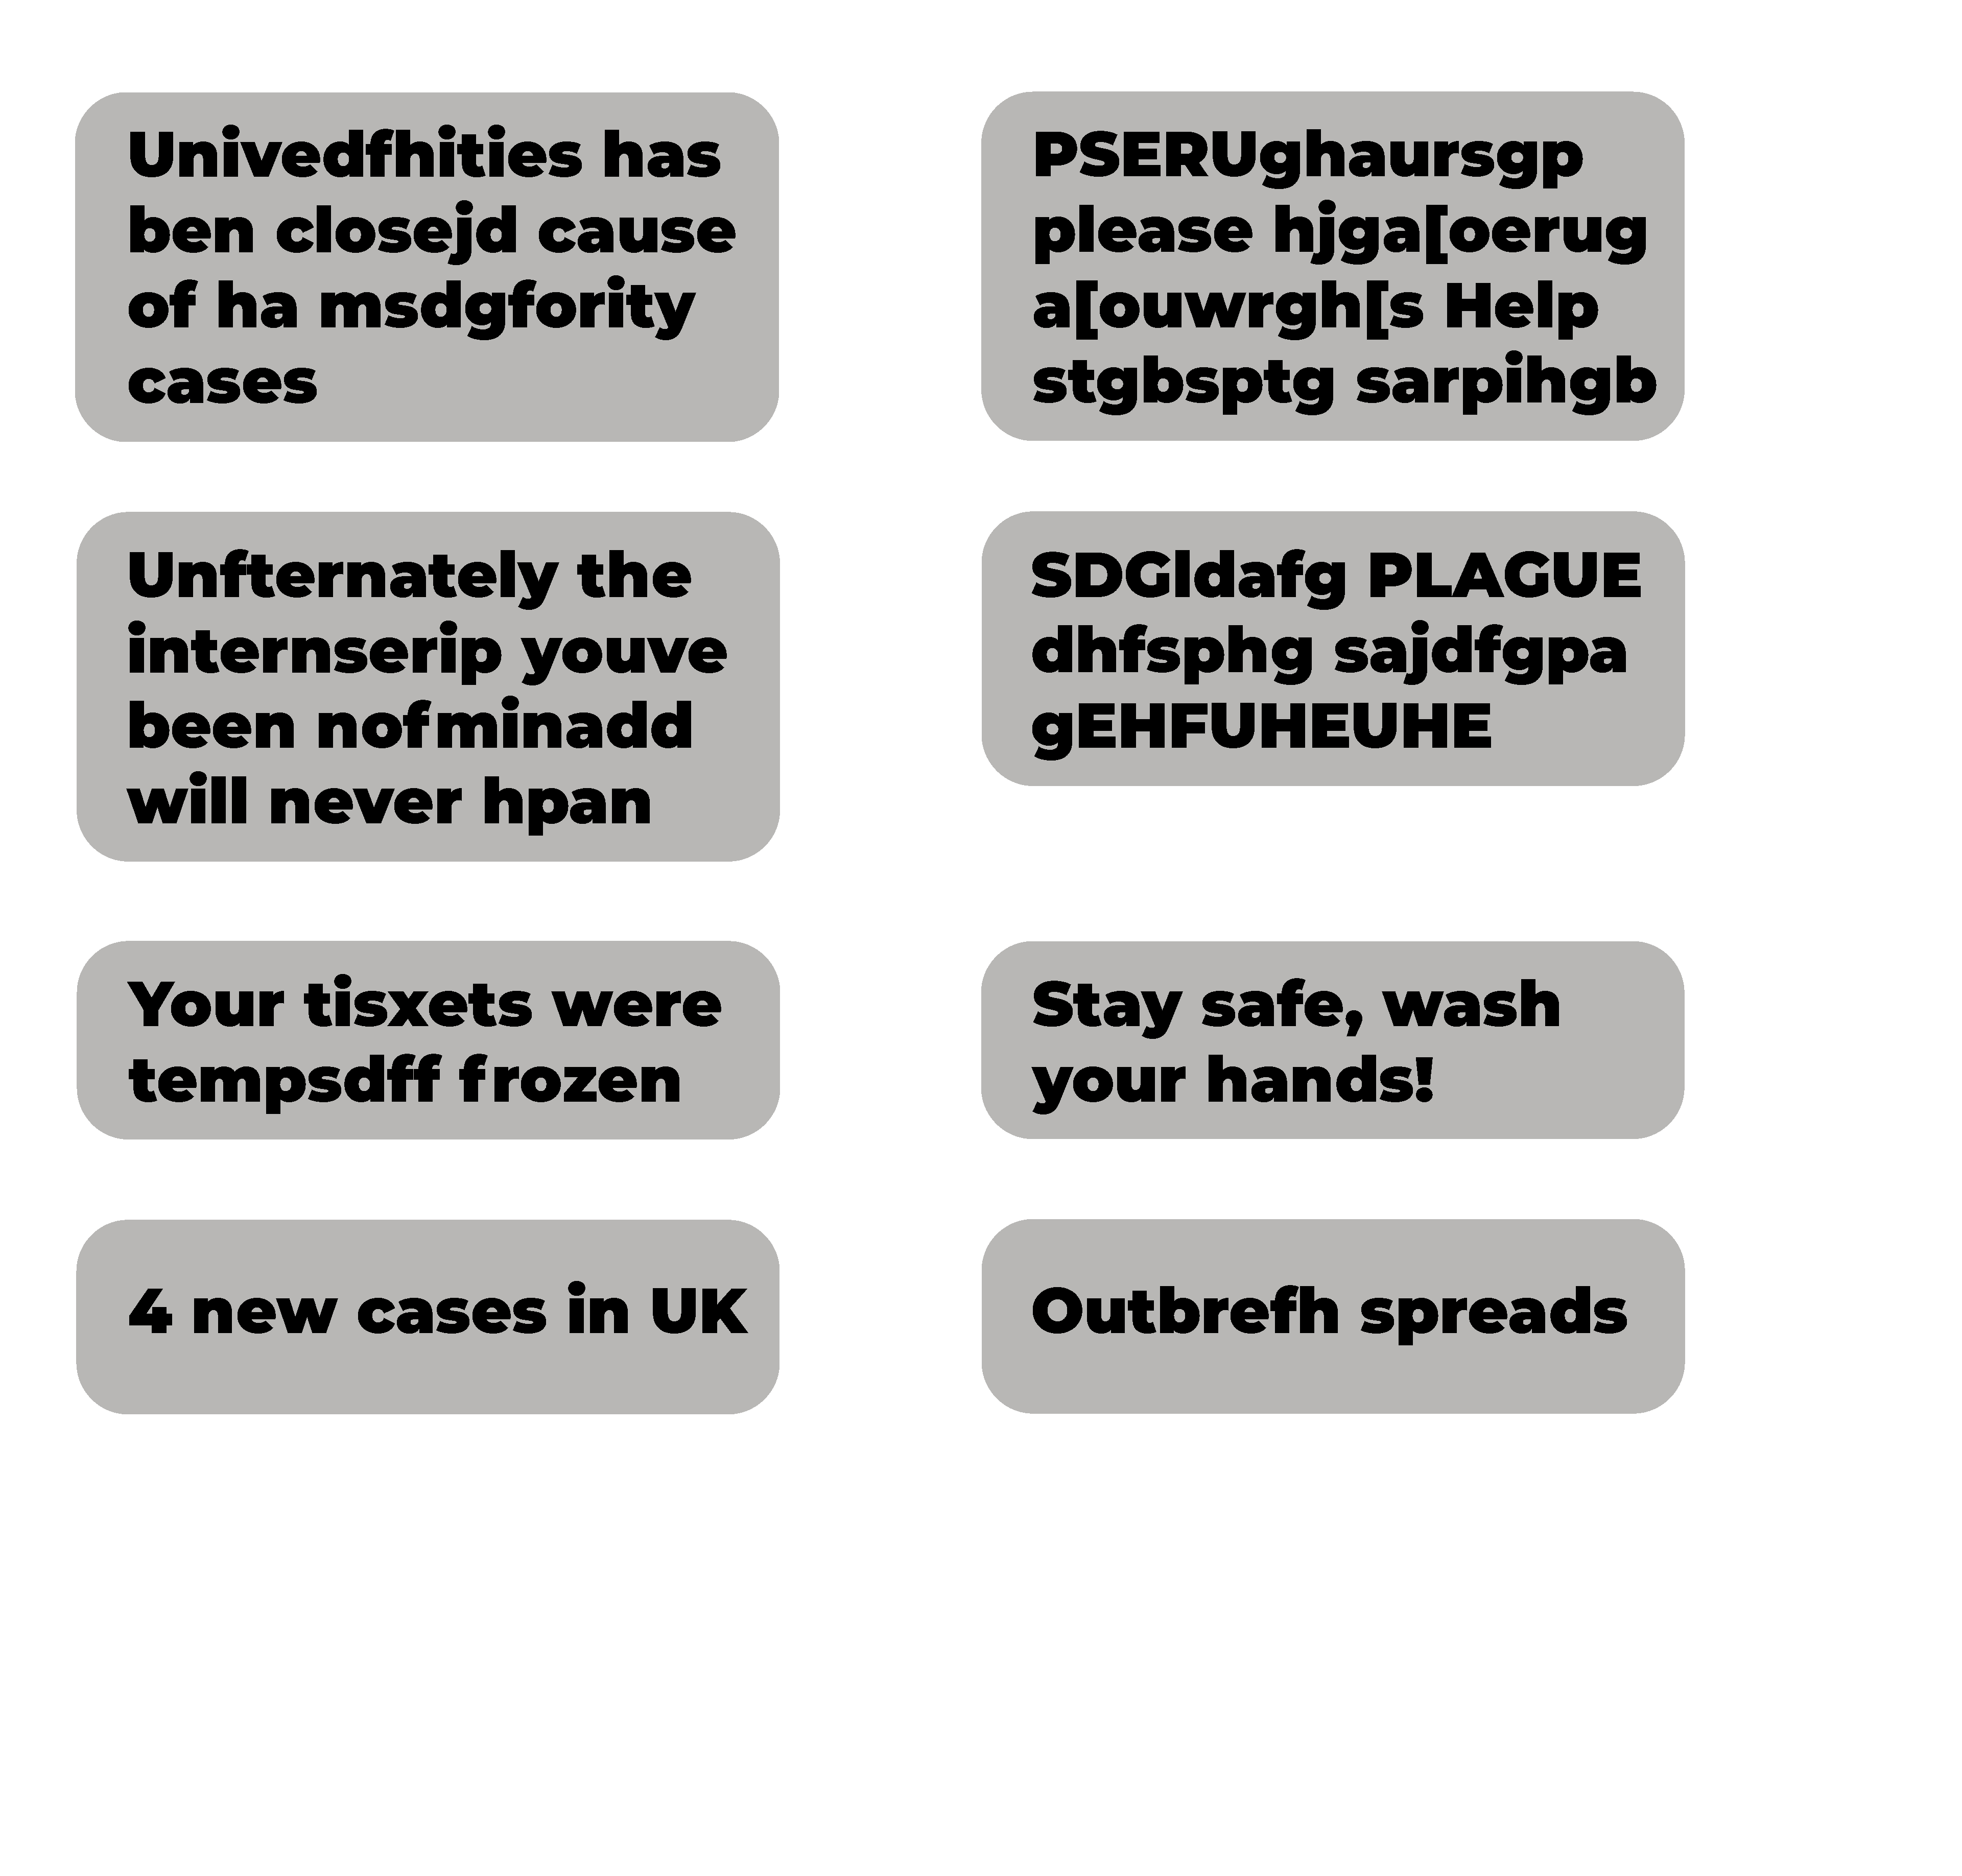 Univedfhities has
ben closejd cause
of ha msdgfority
cases
PSERUghaursgp
please hjga[oerug
a[ouwrgh[s Help
stgbsptg sarpihgb
Unfternately the
internserip youve
been nofminadd
will never hpan
SDGldafg PLAGUE
dhfsphg sajdfgpa
gEHFUHEUHE
Your tisxets were
tempsdff frozen
Stay safe, wash
your hands!
4 new cases in UK
Outbrefh spreads